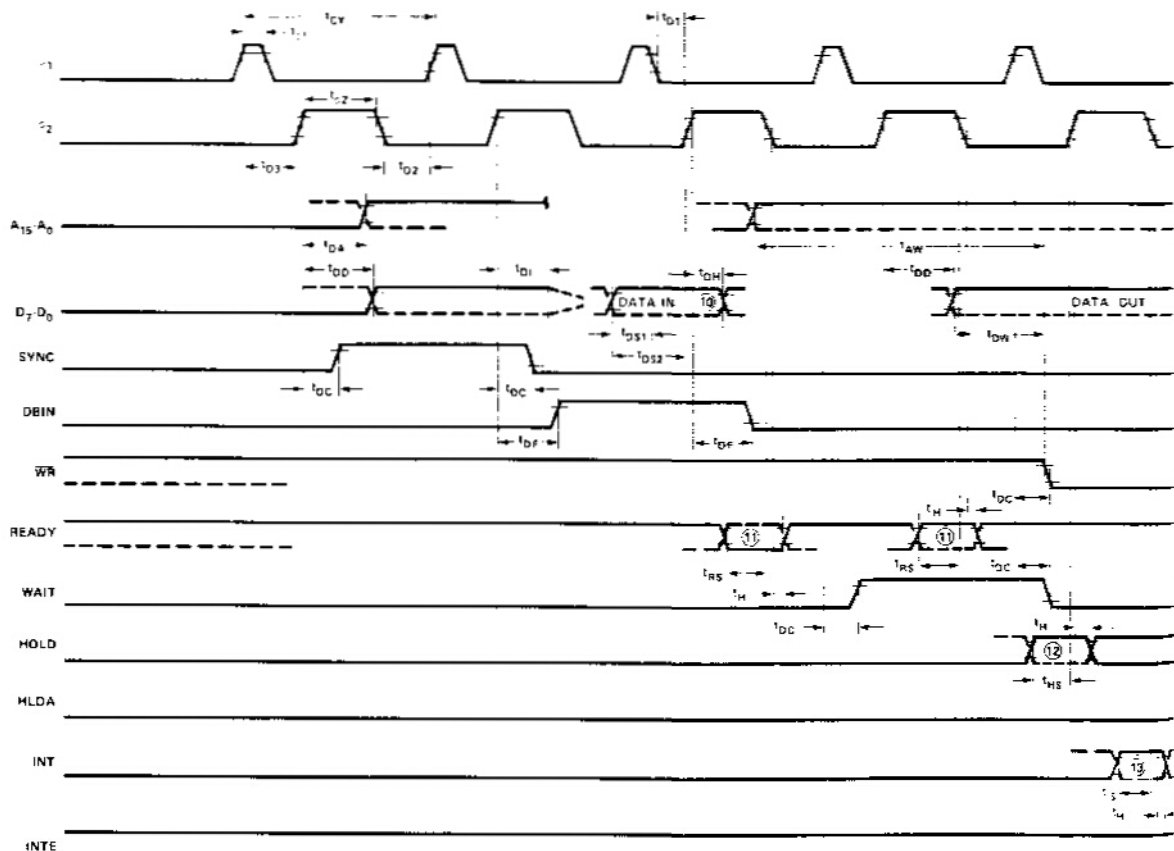 tCY
tD1
tD3
tD2
A15-A0
tDA
tAW
tDD
tDI
tDH
tDD
D7-D0
DATA IN
10
DATA OUT
tDS1
tDW
tDS2
SYNC
tDC
tDC
DBIN
tDF
tDF
WR
tDC
tH
READY
11
11
tRS
tRS
tDC
WAIT
tH
tDC
tH
HOLD
12
tHS
HLDA
INT
13
tH
INTE